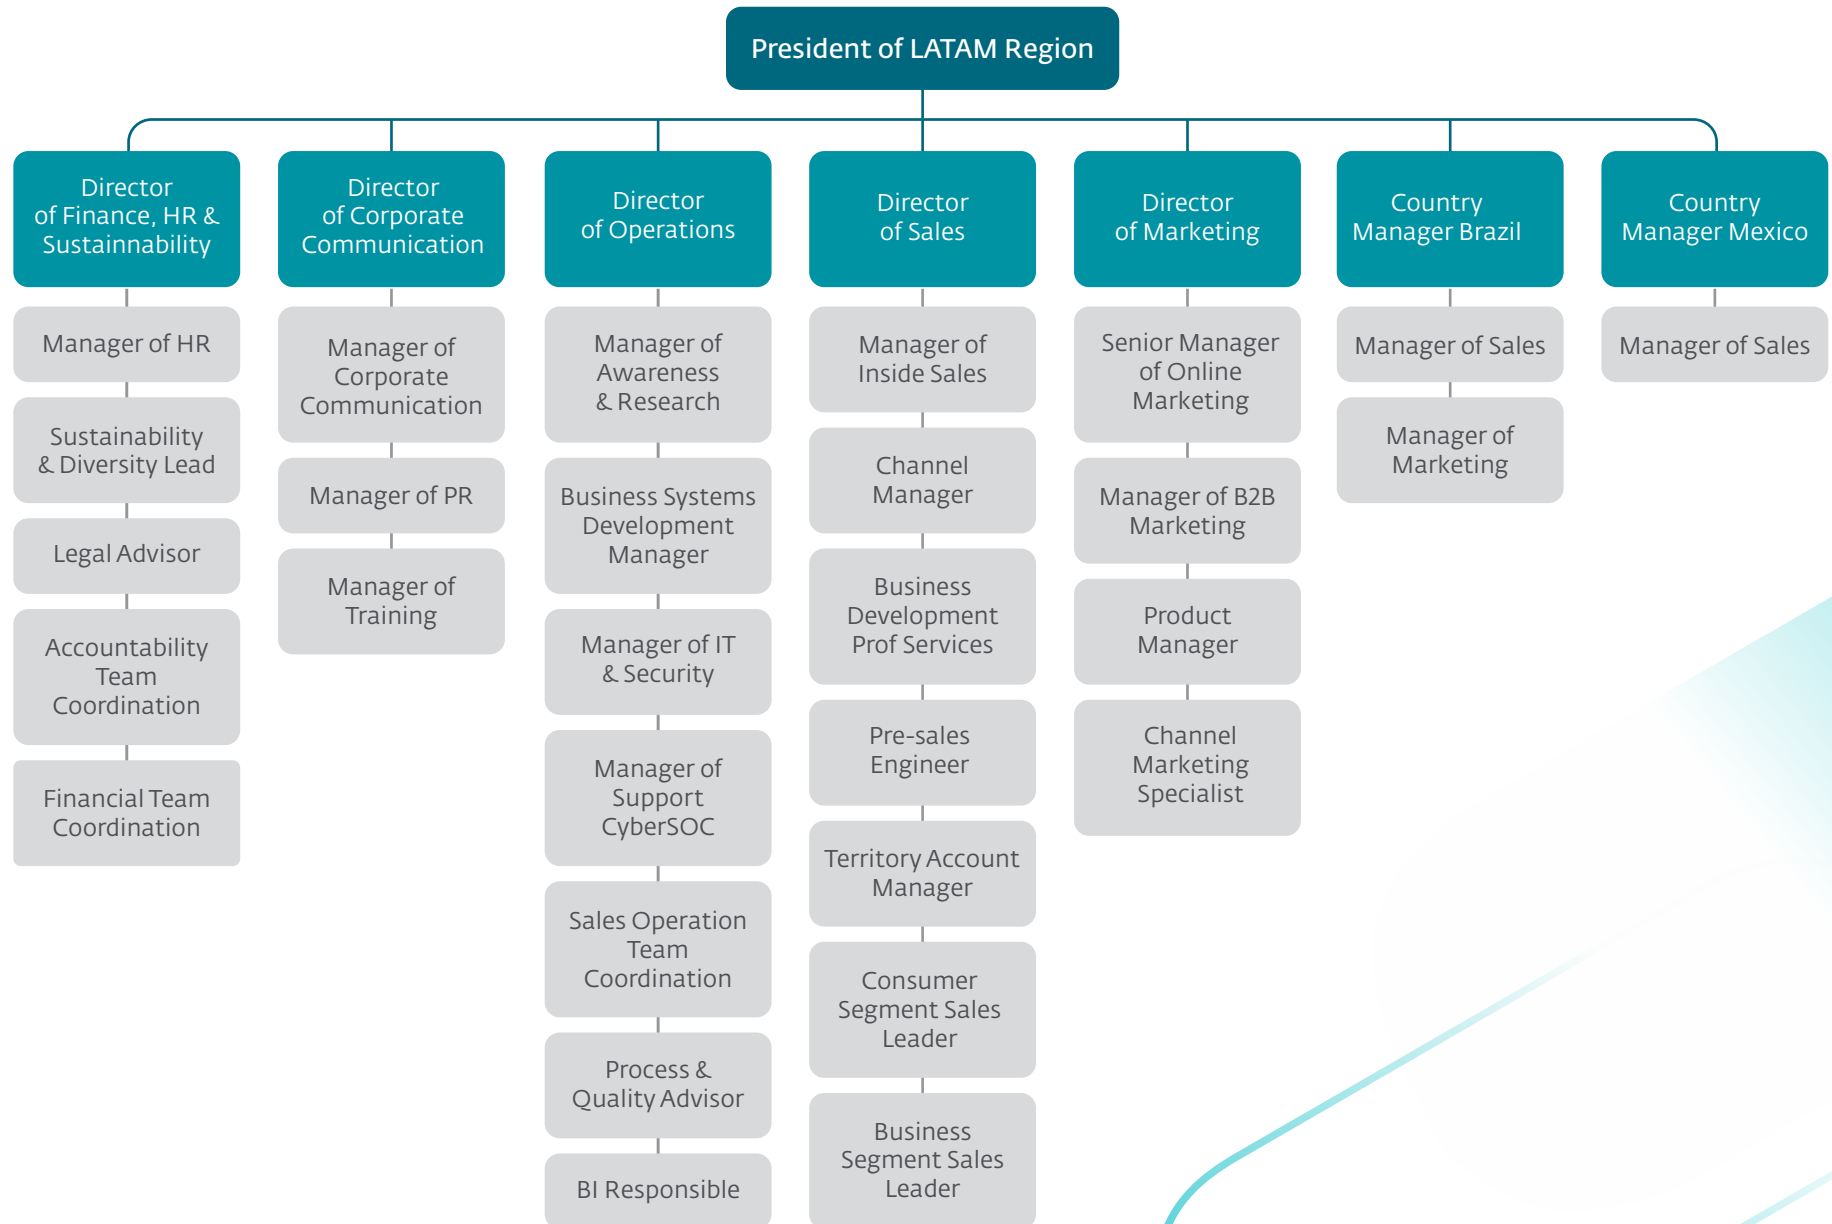 President of LATAM Region
Director
of Finance, HR &
Sustainnability
Manager of HR
Sustainability
& Diversity Lead
Legal Advisor
Accountability
Team
Coordination
Financial Team
Coordination
Director
of Corporate
Communication
Manager of
Corporate
Communication
Manager of PR
Manager of
Training
Director
of Operations
Manager of
Awareness
& Research
Business Systems
Development
Manager
Manager of IT
& Security
Manager of
Support
CyberSOC
Sales Operation
Team
Coordination
Process &
Quality Advisor
BI Responsible
Director
of Sales
Manager of
Inside Sales
Channel
Manager
Business
Development
Prof Services
Pre-sales
Engineer
Territory Account
Manager
Consumer
Segment Sales
Leader
Business
Segment Sales
Leader
Director
of Marketing
Senior Manager
of Online
Marketing
Manager of B2B
Marketing
Product
Manager
Channel
Marketing
Specialist
Country
Manager Brazil
Manager of Sales
Manager of
Marketing
Country
Manager Mexico
Manager of Sales